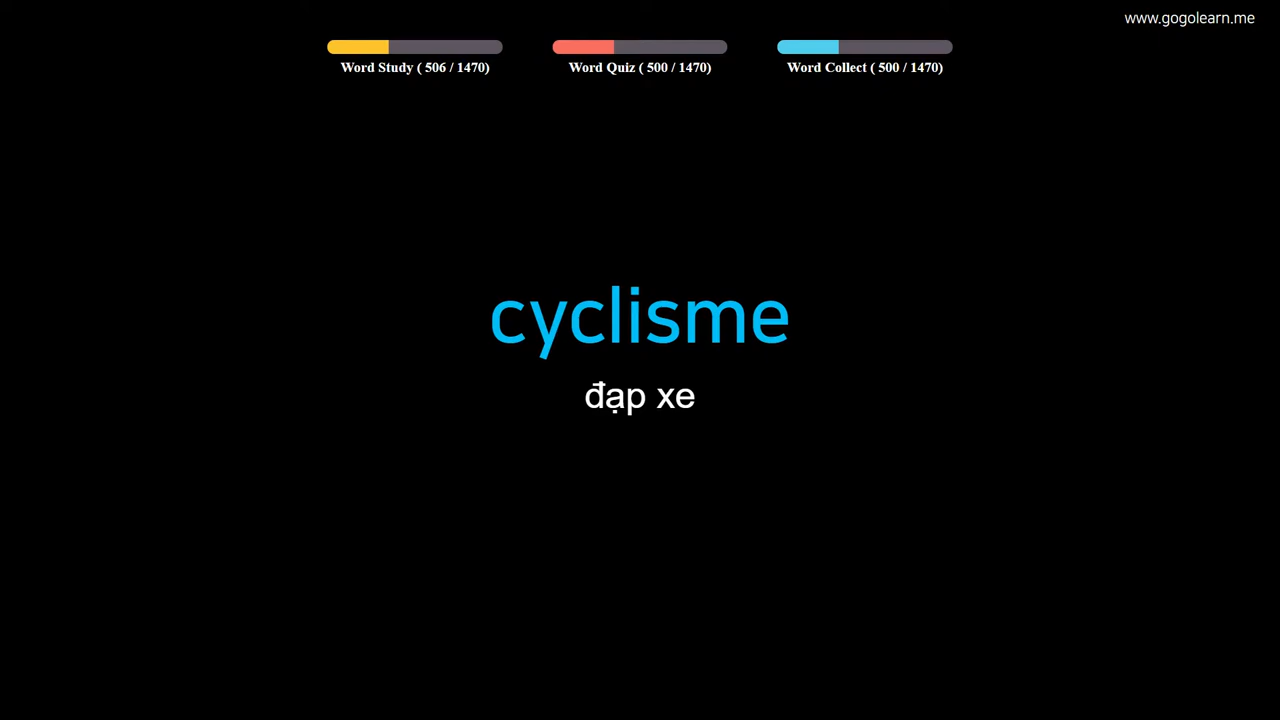 www.gogolearn.me
Word Study ( 506 / 1470)
Word Quiz ( 500 / 1470)
Word Collect ( 500 / 1470)
cyclisme
đạp xe